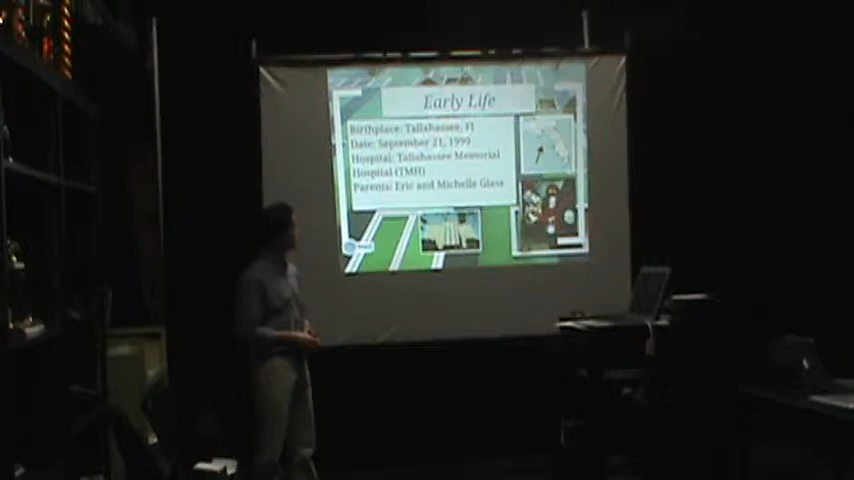 Early Life
Birthplace: Tallahassee, Fl
Date: September 21, 1999
Hospital: Tallahassee Memorial
Hospital (TMH)
Parents: Eric and Michelle Glass